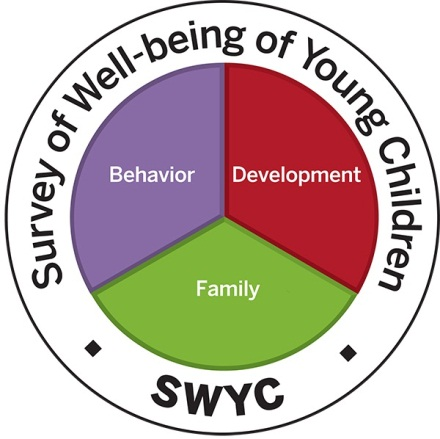 Survey of Well-being of Young Children
Behavior
Development
Family
SWYC